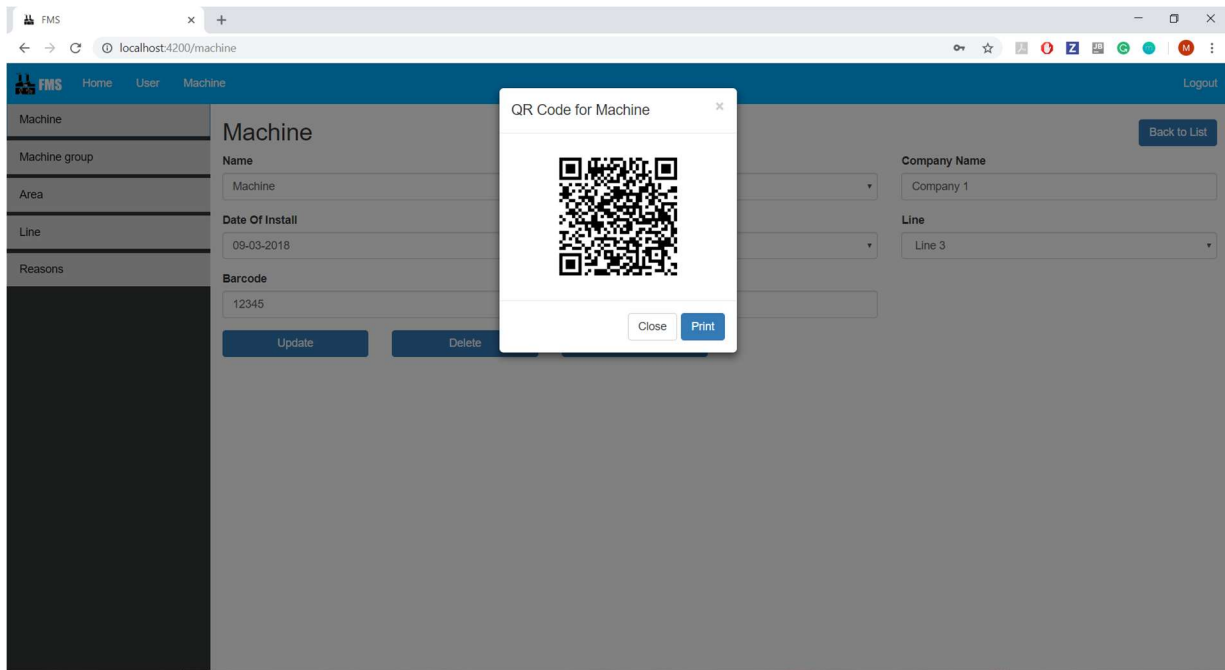 FMS
localhost:4200/machine
Z
JB
G
M
FMS Home User Machine Logout
Machine
Machine group
Area
Line
Reasons
Machine
Back to List
Name
Machine
Company Name
Company 1
Date Of Install
09-03-2018
Line
Line 3
Barcode
12345
Update
Delete
QR Code for Machine
×
Close
Print